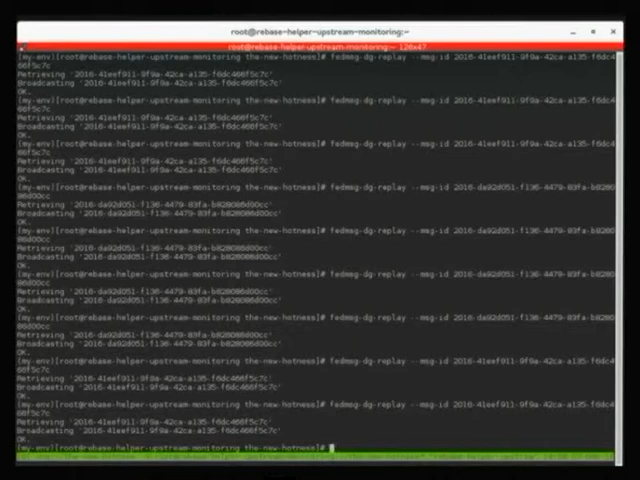 root@rebase-helper-upstream-monitoring:~
root@rebase-helper-upstream-monitoring:~ 126x47
(my-env)[root@rebase-helper-upstream-monitoring the-new-hotness]# fedmsg-dg-replay --msg-id 2016-41eef911-9f9a-42ca-a135-f6dc4
66f5c7c
Retrieving '2016-41eef911-9f9a-42ca-a135-f6dc466f5c7c'
Broadcasting '2016-41eef911-9f9a-42ca-a135-f6dc466f5c7c'
OK.
(my-env)[root@rebase-helper-upstream-monitoring the-new-hotness]# fedmsg-dg-replay --msg-id 2016-41eef911-9f9a-42ca-a135-f6dc4
66f5c7c
Retrieving '2016-41eef911-9f9a-42ca-a135-f6dc466f5c7c'
Broadcasting '2016-41eef911-9f9a-42ca-a135-f6dc466f5c7c'
OK.
(my-env)[root@rebase-helper-upstream-monitoring the-new-hotness]# fedmsg-dg-replay --msg-id 2016-41eef911-9f9a-42ca-a135-f6dc4
66f5c7c
Retrieving '2016-41eef911-9f9a-42ca-a135-f6dc466f5c7c'
Broadcasting '2016-41eef911-9f9a-42ca-a135-f6dc466f5c7c'
OK.
(my-env)[root@rebase-helper-upstream-monitoring the-new-hotness]# fedmsg-dg-replay --msg-id 2016-da92d051-f136-4479-83fa-b8280
86d00cc
Retrieving '2016-da92d051-f136-4479-83fa-b828086d00cc'
Broadcasting '2016-da92d051-f136-4479-83fa-b828086d00cc'
OK.
(my-env)[root@rebase-helper-upstream-monitoring the-new-hotness]# fedmsg-dg-replay --msg-id 2016-da92d051-f136-4479-83fa-b8280
86d00cc
Retrieving '2016-da92d051-f136-4479-83fa-b828086d00cc'
Broadcasting '2016-da92d051-f136-4479-83fa-b828086d00cc'
OK.
(my-env)[root@rebase-helper-upstream-monitoring the-new-hotness]# fedmsg-dg-replay --msg-id 2016-da92d051-f136-4479-83fa-b8280
86d00cc
Retrieving '2016-da92d051-f136-4479-83fa-b828086d00cc'
Broadcasting '2016-da92d051-f136-4479-83fa-b828086d00cc'
OK.
(my-env)[root@rebase-helper-upstream-monitoring the-new-hotness]# fedmsg-dg-replay --msg-id 2016-da92d051-f136-4479-83fa-b8280
86d00cc
Retrieving '2016-da92d051-f136-4479-83fa-b828086d00cc'
Broadcasting '2016-da92d051-f136-4479-83fa-b828086d00cc'
OK.
(my-env)[root@rebase-helper-upstream-monitoring the-new-hotness]# fedmsg-dg-replay --msg-id 2016-41eef911-9f9a-42ca-a135-f6dc4
66f5c7c
Retrieving '2016-41eef911-9f9a-42ca-a135-f6dc466f5c7c'
Broadcasting '2016-41eef911-9f9a-42ca-a135-f6dc466f5c7c'
OK.
(my-env)[root@rebase-helper-upstream-monitoring the-new-hotness]# fedmsg-dg-replay --msg-id 2016-41eef911-9f9a-42ca-a135-f6dc4
66f5c7c
Retrieving '2016-41eef911-9f9a-42ca-a135-f6dc466f5c7c'
Broadcasting '2016-41eef911-9f9a-42ca-a135-f6dc466f5c7c'
OK.
(my-env)[root@rebase-helper-upstream-monitoring the-new-hotness]#